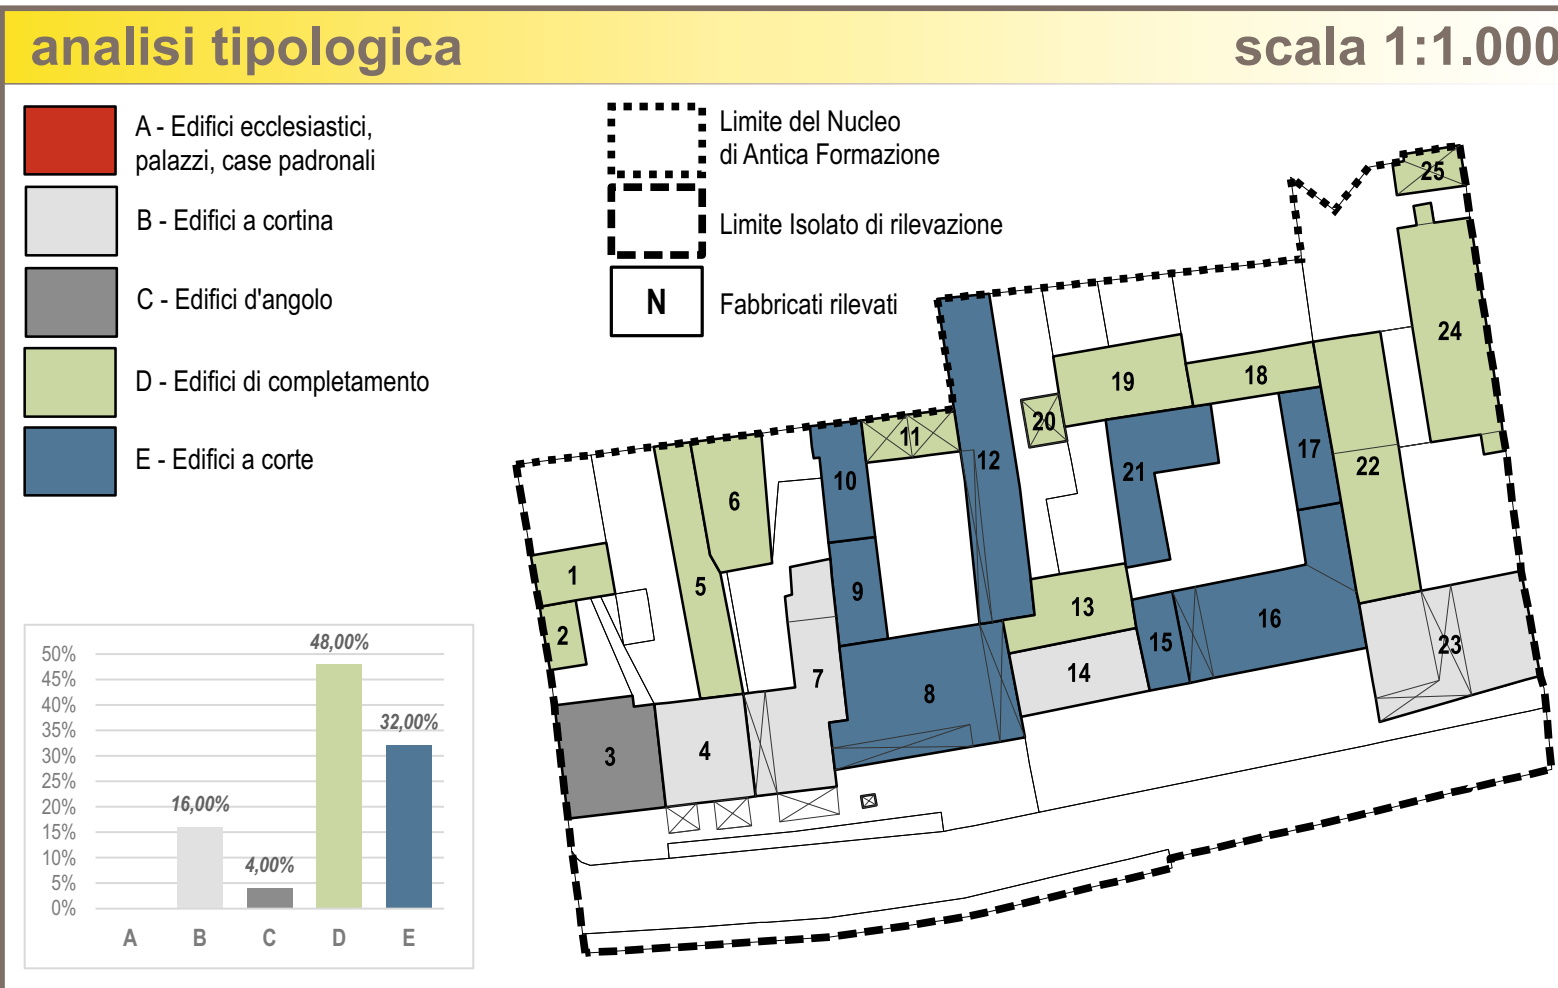 analisi tipologica
scala 1:1.000
A - Edifici ecclesiastici,
palazzi, case padronali
B - Edifici a cortina
C - Edifici d'angolo
D - Edifici di completamento
E - Edifici a corte
Limite del Nucleo
di Antica Formazione
Limite Isolato di rilevazione
N
Fabbricati rilevati
50%
45%
40%
35%
30%
25%
20%
15%
10%
5%
0%
16,00%
4,00%
48,00%
32,00%
A B C D E
1
2
3
4
5
6
7
8
9
10
11
12
13
14
15
16
17
18
19
20
21
22
23
24
25